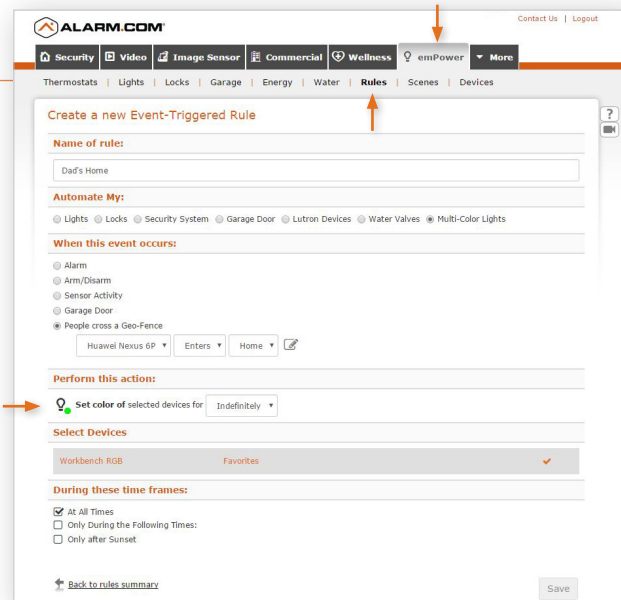 Contact Us | Logout
ALARM.COM
Security Video Image Sensor Commercial Wellness emPower More
Thermostats | Lights | Locks | Garage | Energy | Water | Rules | Scenes | Devices
Create a new Event-Triggered Rule
?
Name of rule:
Dad's Home
Automate My:
Lights Locks Security System Garage Door Lutron Devices Water Valves Multi-Color Lights
When this event occurs:
Alarm
Arm/Disarm
Sensor Activity
Garage Door
People cross a Geo-Fence
Huawei Nexus 6P Enters Home
Perform this action:
Set color of selected devices for Indefinitely
Select Devices
Workbench RGB Favorites
During these time frames:
At All Times
Only During the Following Times:
Only after Sunset
Back to rules summary
Save